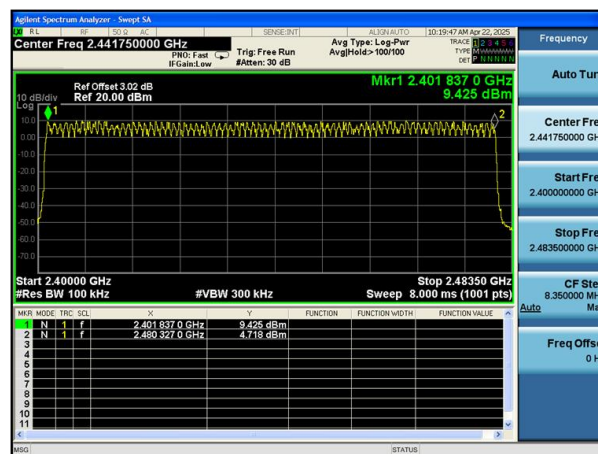 Agilent Spectrum Analyzer - Swept SA
RL RF 50 Ω AC SENSE:INT ALIGN AUTO 10:19:47 AM Apr 22, 2025
Center Freq 2.441750000 GHz
PNO: Fast
IFGain:Low
Trig: Free Run
#Atten: 30 dB
Avg Type: Log-Pwr
Avg|Hold:>100/100
TRACE 1 2 3 4 5 6
TYPE M
DET P N N N N N
Ref Offset 3.02 dB
10 dB/div Ref 20.00 dBm
Log
Mkr1 2.401 837 0 GHz
9.425 dBm
1
2
10.0
0.00
-10.0
-20.0
-30.0
-40.0
-50.0
-60.0
-70.0
Start 2.40000 GHz Stop 2.48350 GHz
#Res BW 100 kHz #VBW 300 kHz Sweep 8.000 ms (1001 pts)
MKR MODE TRC SCL X Y FUNCTION FUNCTION WIDTH FUNCTION VALUE
1 N 1 f 2.401 837 0 GHz 9.425 dBm
2 N 1 f 2.480 327 0 GHz 4.718 dBm
3
4
5
6
7
8
9
10
11
MSG STATUS
Frequency
Auto Tun
Center Fre
2.441750000 GH
Start Fre
2.400000000 GH
Stop Fre
2.483500000 GH
CF Ste
8.350000 MH
Auto Ma
Freq Offs
0 H